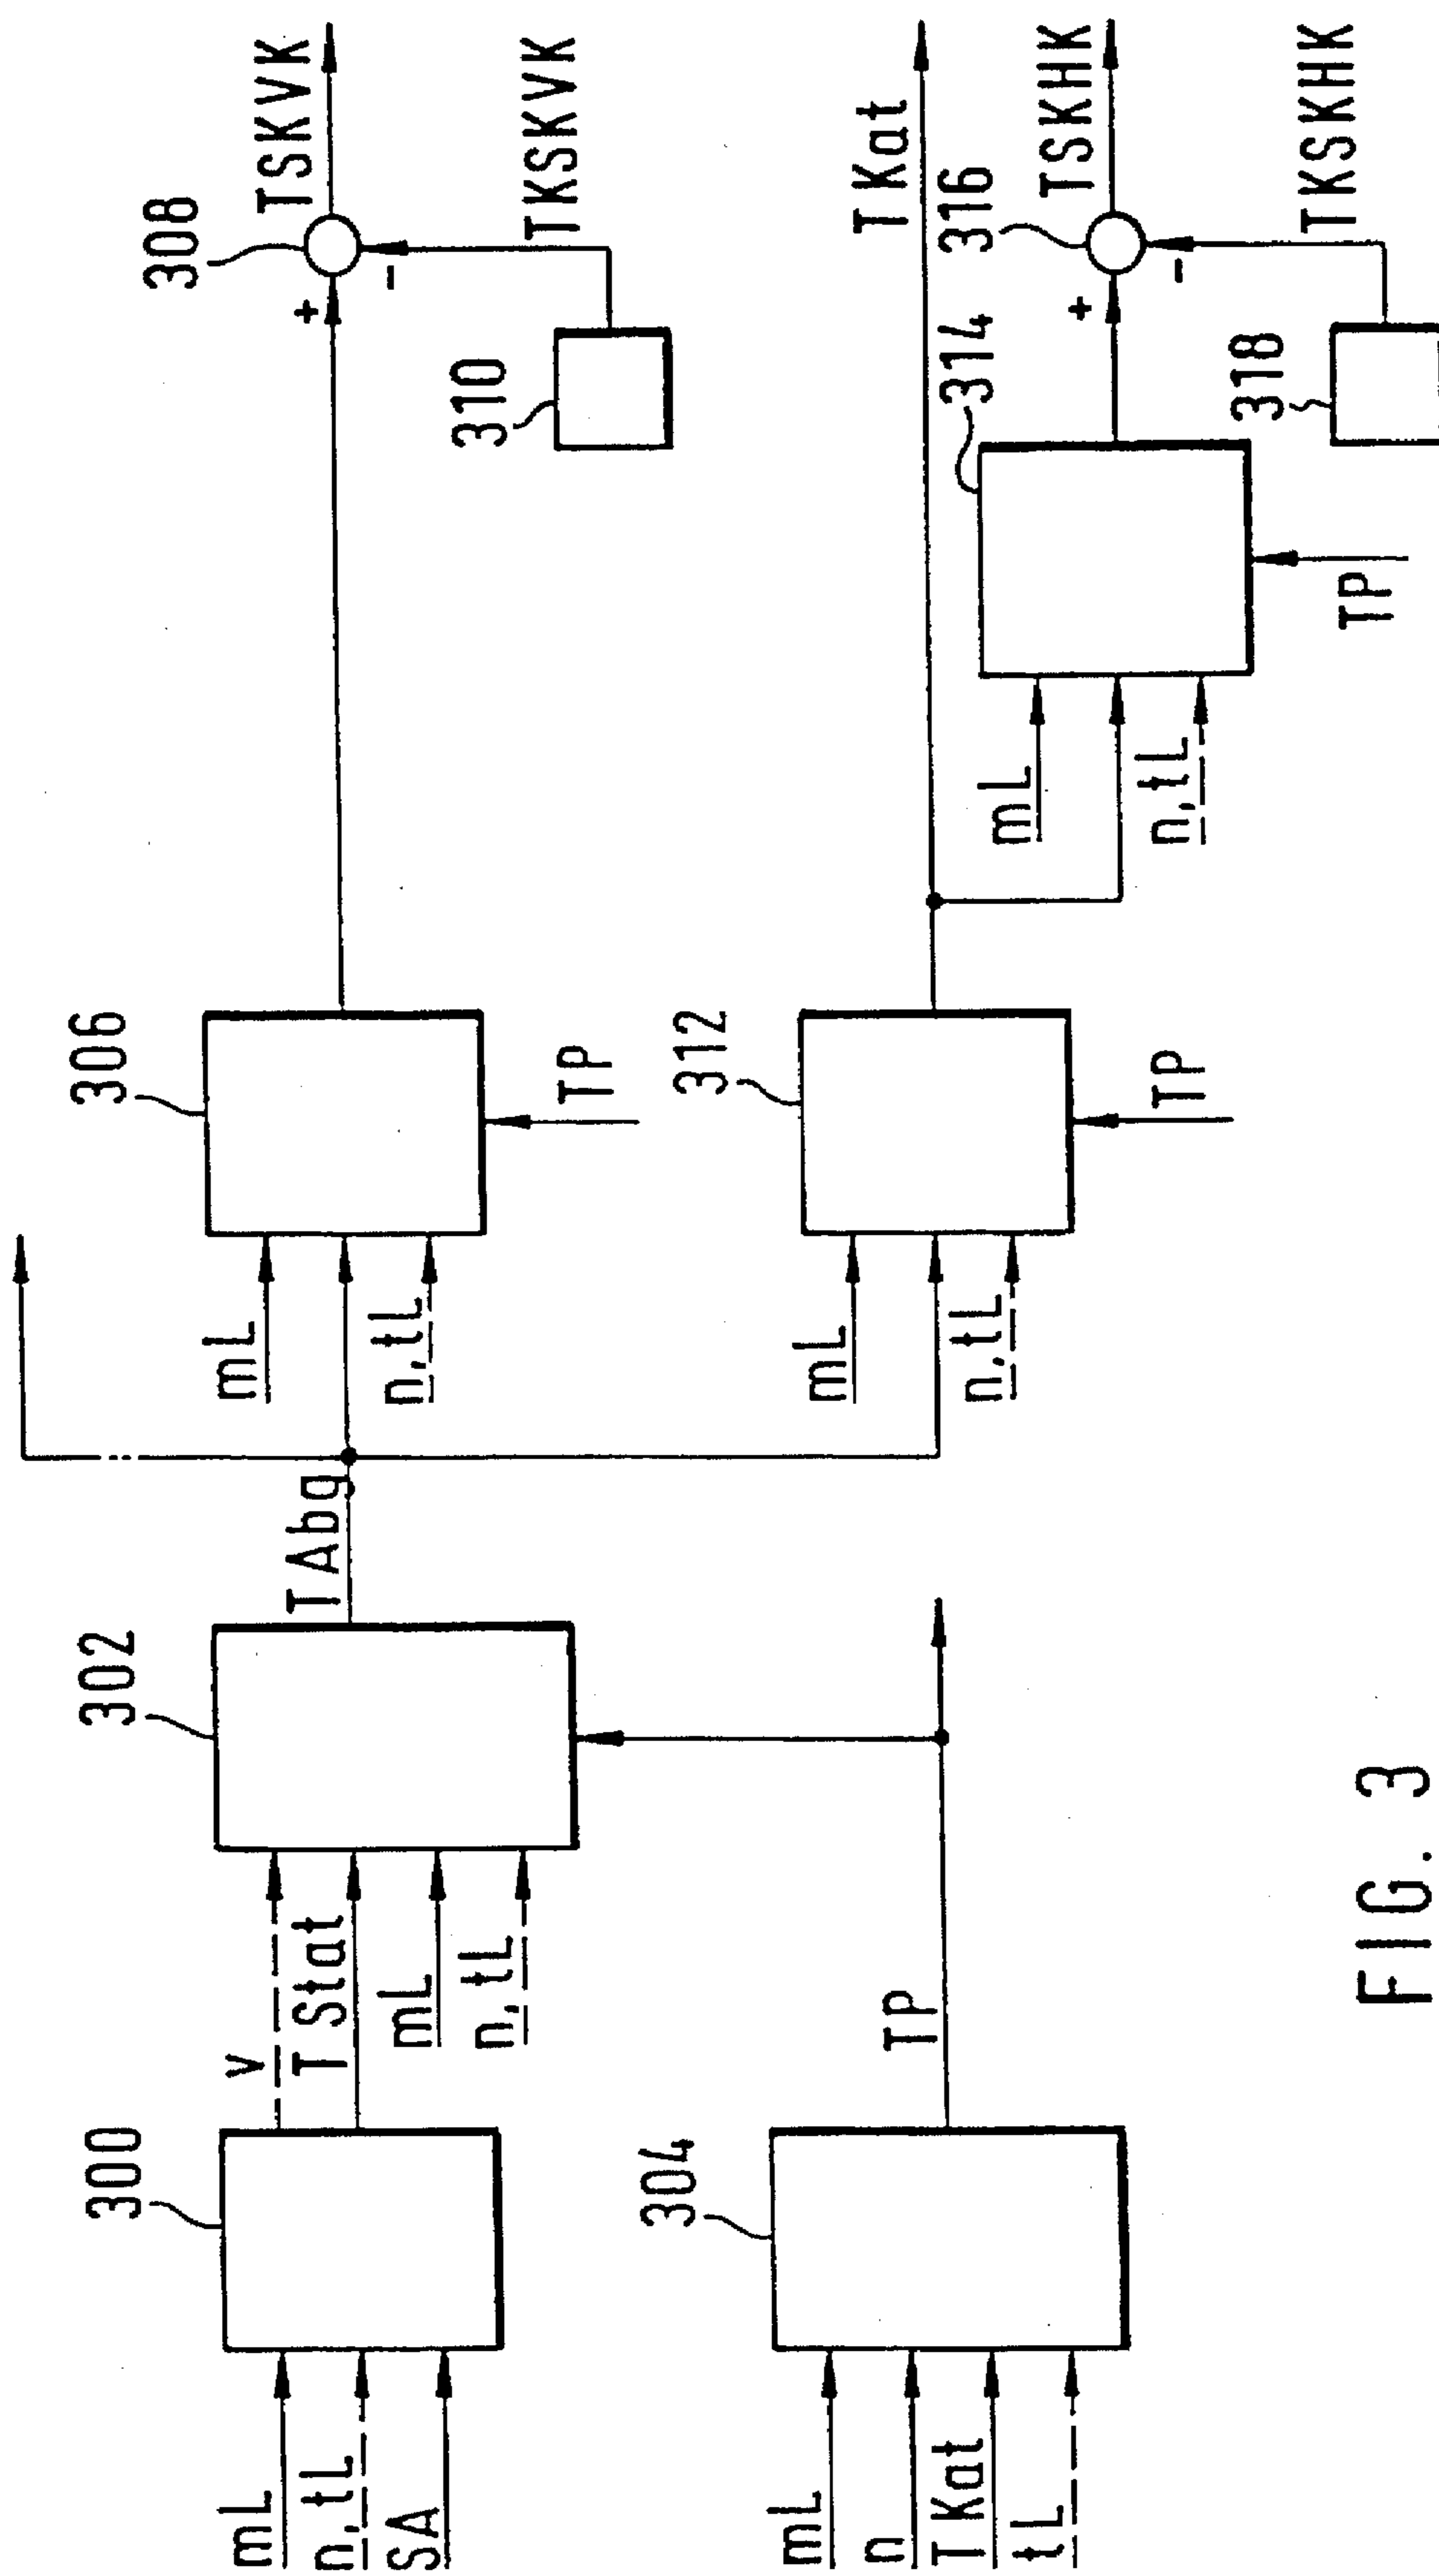 mL
n, tL
SA
300
v
T Stat
mL
n, tL
302
TAbg
mL
n, tL
306
TP
308
+
-
TSKVK
310
TKSKVK
mL
n
TKat
tL
304
TP
mL
n, tL
312
TP
TKat
mL
n, tL
314
TP
316
+
-
TSKHK
318
TKSKHK
FIG. 3